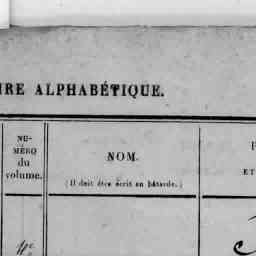 IRE ALPHABÉTIQUE.
NU-
MÉRO
du
volume.
NOM.
(Il doit être écrit en bâtarde.)
ET